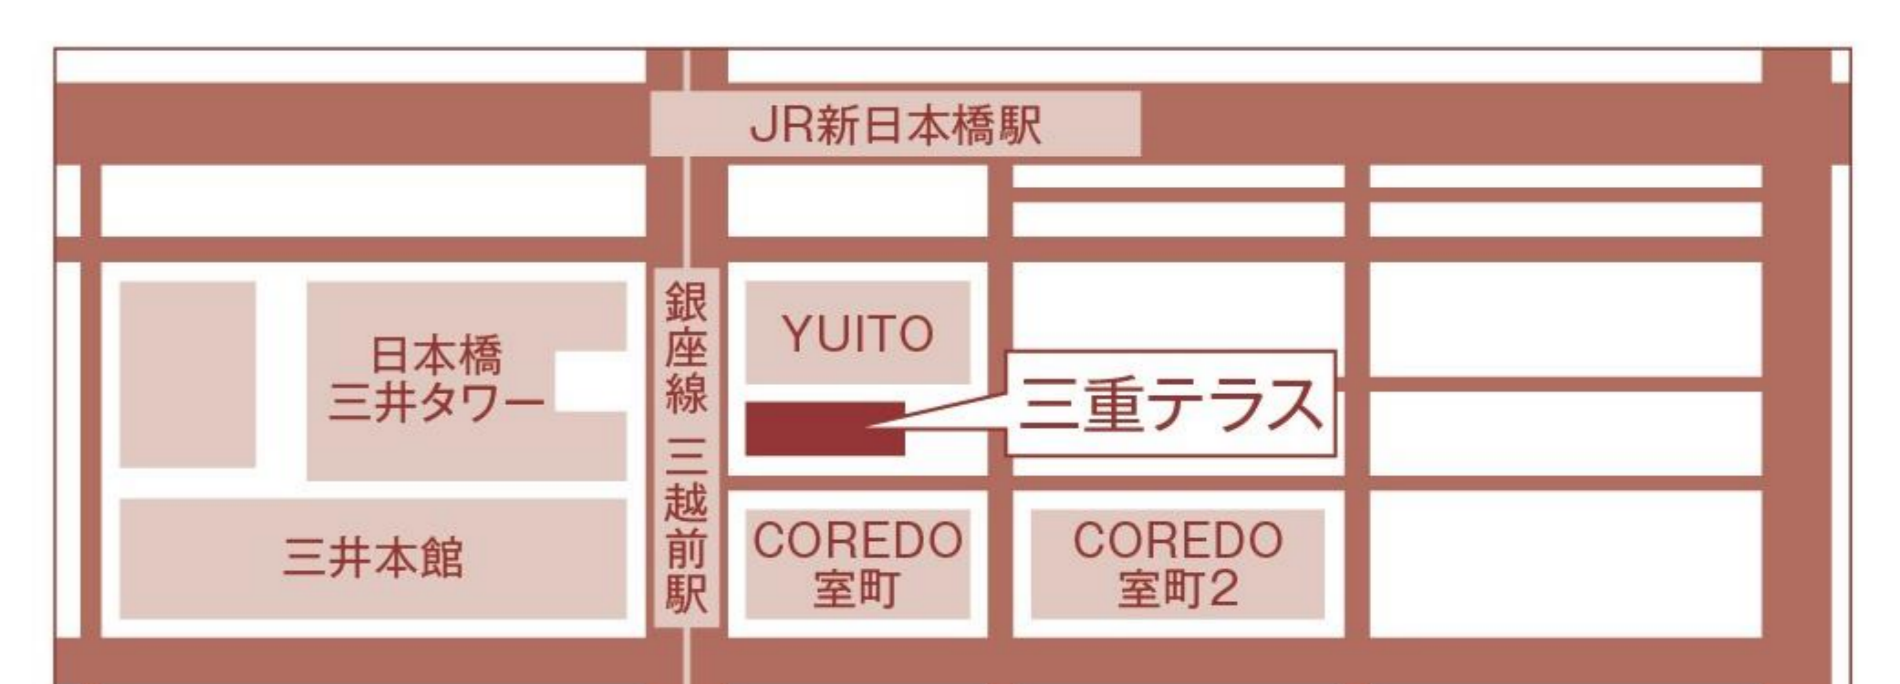 JR新日本橋駅
日本橋
三井タワー
三井本館
銀座線 三越前駅
YUITO
三重テラス
COREDO
室町
COREDO
室町2